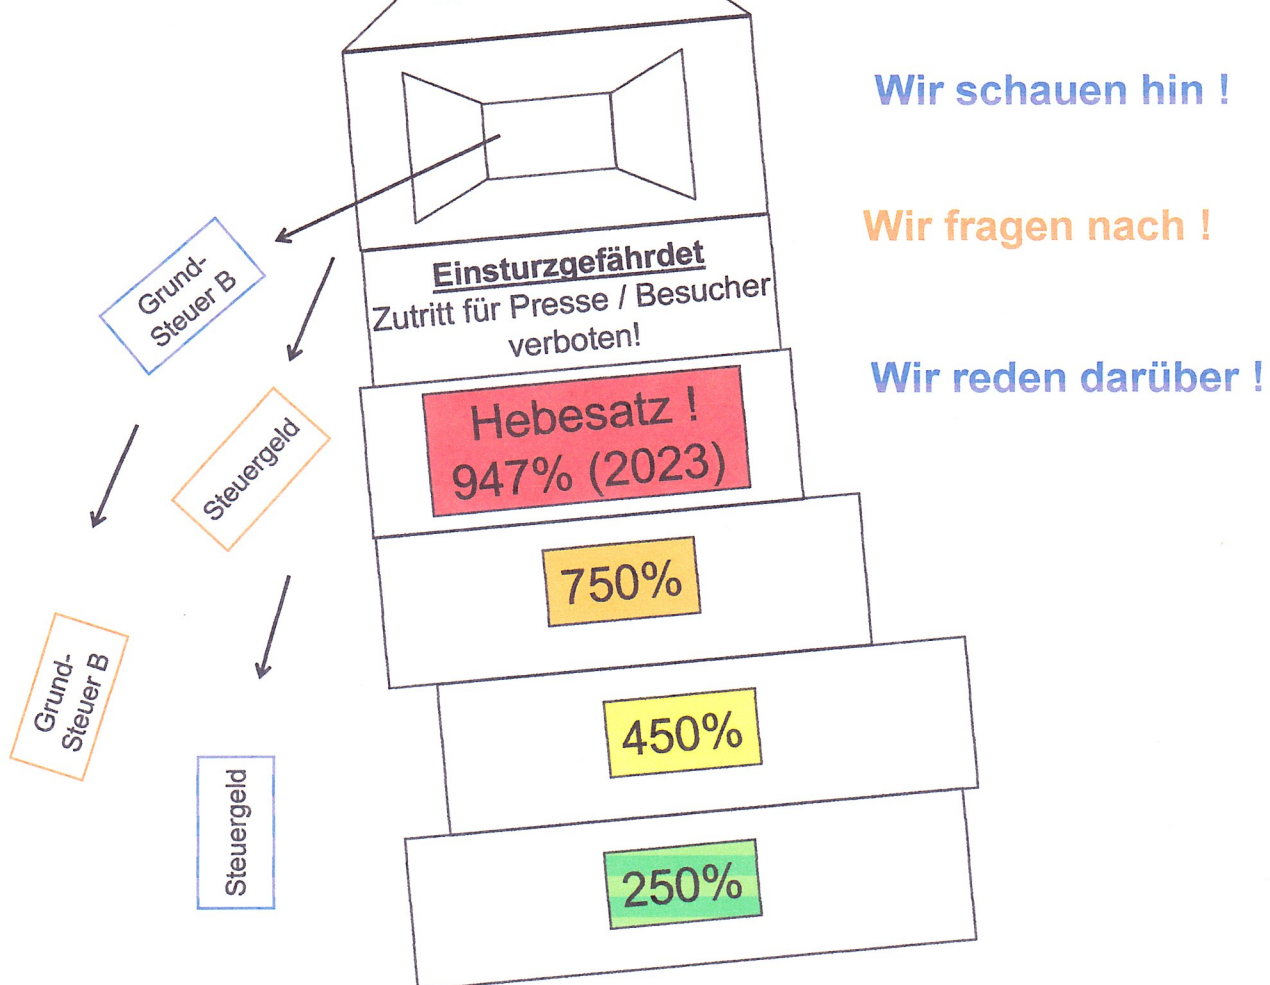 Wir schauen hin !
Wir fragen nach !
Wir reden darüber !
Einsturzgefährdet
Zutritt für Presse / Besucher
verboten!
Hebesatz !
947% (2023)
750%
450%
250%
Grund-
Steuer B
Steuergeld
Grund-
Steuer B
Steuergeld